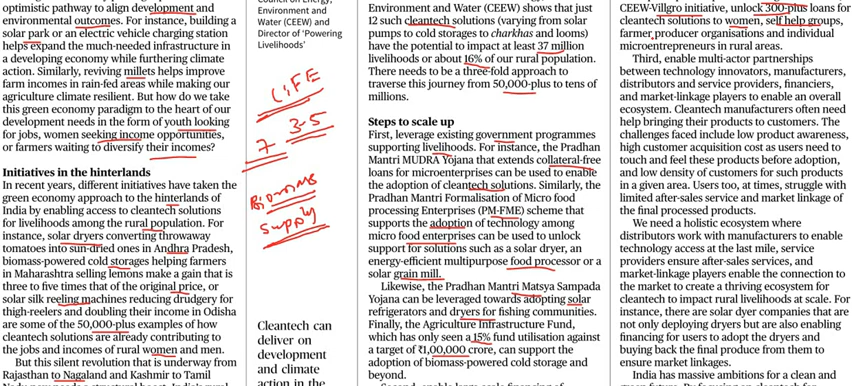 optimistic pathway to align development and
environmental outcomes. For instance, building a
solar park or an electric vehicle charging station
helps expand the much-needed infrastructure in
a developing economy while furthering climate
action. Similarly, reviving millets helps improve
farm incomes in rain-fed areas while making our
agriculture climate resilient. But how do we take
this green economy paradigm to the heart of our
development needs in the form of youth looking
for jobs, women seeking income opportunities,
or farmers waiting to diversify their incomes?
Initiatives in the hinterlands
In recent years, different initiatives have taken the
green economy approach to the hinterlands of
India by enabling access to cleantech solutions
for livelihoods among the rural population. For
instance, solar dryers converting throwaway
tomatoes into sun-dried ones in Andhra Pradesh,
biomass-powered cold storages helping farmers
in Maharashtra selling lemons make a gain that is
three to five times that of the original price, or
solar silk reeling machines reducing drudgery for
thigh-reelers and doubling their income in Odisha
are some of the 50,000-plus examples of how
cleantech solutions are already contributing to
the jobs and incomes of rural women and men.
But this silent revolution that is underway from
Rajasthan to Nagaland and Kashmir to Tamil
Council on Energy,
Environment and
Water (CEEW) and
Director of ‘Powering
Livelihoods’
LIFE
7 3-5
Biomass
Supply
Cleantech can
deliver on
development
and climate
action in the
Environment and Water (CEEW) shows that just
12 such cleantech solutions (varying from solar
pumps to cold storages to charkhas and looms)
have the potential to impact at least 37 million
livelihoods or about 16% of our rural population.
There needs to be a three-fold approach to
traverse this journey from 50,000-plus to tens of
millions.
Steps to scale up
First, leverage existing government programmes
supporting livelihoods. For instance, the Pradhan
Mantri MUDRA Yojana that extends collateral-free
loans for microenterprises can be used to enable
the adoption of cleantech solutions. Similarly, the
Pradhan Mantri Formalisation of Micro food
processing Enterprises (PM-FME) scheme that
supports the adoption of technology among
micro food enterprises can be used to unlock
support for solutions such as a solar dryer, an
energy-efficient multipurpose food processor or a
solar grain mill.
Likewise, the Pradhan Mantri Matsya Sampada
Yojana can be leveraged towards adopting solar
refrigerators and dryers for fishing communities.
Finally, the Agriculture Infrastructure Fund,
which has only seen a 15% fund utilisation against
a target of ₹1,00,000 crore, can support the
adoption of biomass-powered cold storage and
beyond.
Second, enable large-scale financing of
CEEW-Villgro initiative, unlock 300-plus loans for
cleantech solutions to women, self help groups,
farmer producer organisations and individual
microentrepreneurs in rural areas.
Third, enable multi-actor partnerships
between technology innovators, manufacturers,
distributors and service providers, financiers,
and market-linkage players to enable an overall
ecosystem. Cleantech manufacturers often need
help bringing their products to customers. The
challenges faced include low product awareness,
high customer acquisition cost as users need to
touch and feel these products before adoption,
and low density of customers for such products
in a given area. Users too, at times, struggle with
limited after-sales service and market linkage of
the final processed products.
We need a holistic ecosystem where
distributors work with manufacturers to enable
technology access at the last mile, service
providers ensure after-sales services, and
market-linkage players enable the connection to
the market to create a thriving ecosystem for
cleantech to impact rural livelihoods at scale. For
instance, there are solar dyer companies that are
not only deploying dryers but are also enabling
financing for users to adopt the dryers and
buying back the final produce from them to
ensure market linkages.
India has massive ambitions for a clean and